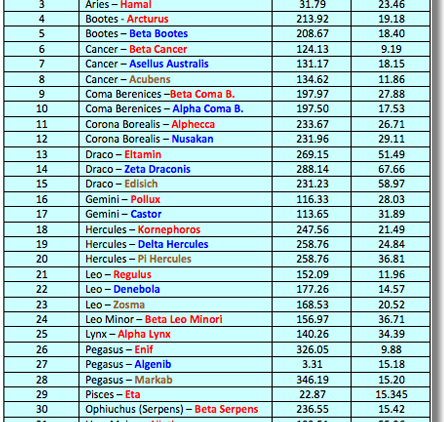 3 Aries – Hamal 31.79 23.46
4 Bootes - Arcturus 213.92 19.18
5 Bootes – Beta Bootes 208.67 18.40
6 Cancer – Beta Cancer 124.13 9.19
7 Cancer – Asellus Australis 131.17 18.15
8 Cancer – Acubens 134.62 11.86
9 Coma Berenices –Beta Coma B. 197.97 27.88
10 Coma Berenices – Alpha Coma B. 197.50 17.53
11 Corona Borealis – Alphecca 233.67 26.71
12 Corona Borealis – Nusakan 231.96 29.11
13 Draco – Eltamin 269.15 51.49
14 Draco – Zeta Draconis 288.14 67.66
15 Draco – Edisich 231.23 58.97
16 Gemini – Pollux 116.33 28.03
17 Gemini – Castor 113.65 31.89
18 Hercules – Kornephoros 247.56 21.49
19 Hercules – Delta Hercules 258.76 24.84
20 Hercules – Pi Hercules 258.76 36.81
21 Leo – Regulus 152.09 11.96
22 Leo – Denebola 177.26 14.57
23 Leo – Zosma 168.53 20.52
24 Leo Minor – Beta Leo Minori 156.97 36.71
25 Lynx – Alpha Lynx 140.26 34.39
26 Pegasus – Enif 326.05 9.88
27 Pegasus – Algenib 3.31 15.18
28 Pegasus – Markab 346.19 15.20
29 Pisces – Eta 22.87 15.345
30 Ophiuchus (Serpens) – Beta Serpens 236.55 15.42